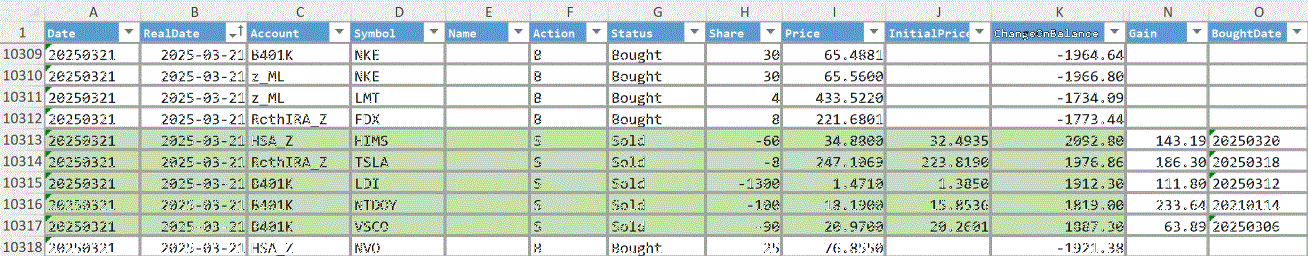 A B C D E F G H I J K N O
1 Date RealDate Account Symbol Name Action Status Share Price InitialPrice ChangeInBalance Gain BoughtDate
10309 20250321 2025-03-21 B401K NKE B Bought 30 65.4881 -1964.64
10310 20250321 2025-03-21 z_ML NKE B Bought 30 65.5600 -1966.80
10311 20250321 2025-03-21 z_ML LMT B Bought 4 433.5220 -1734.09
10312 20250321 2025-03-21 RothIRA_Z FDX B Bought 8 221.6801 -1773.44
10313 20250321 2025-03-21 HSA_Z HIMS S Sold -60 34.8800 32.4935 2092.80 143.19 20250320
10314 20250321 2025-03-21 RothIRA_Z TSLA S Sold -8 247.1069 223.8190 1976.86 186.30 20250318
10315 20250321 2025-03-21 B401K LDI S Sold -1300 1.4710 1.3850 1912.30 111.80 20250312
10316 20250321 2025-03-21 B401K NTDOY S Sold -100 18.1900 15.8536 1819.00 233.64 20210114
10317 20250321 2025-03-21 B401K VSCO S Sold -90 20.9700 20.2601 1887.30 63.89 20250306
10318 20250321 2025-03-21 HSA_Z NVO B Bought 25 76.8550 -1921.38